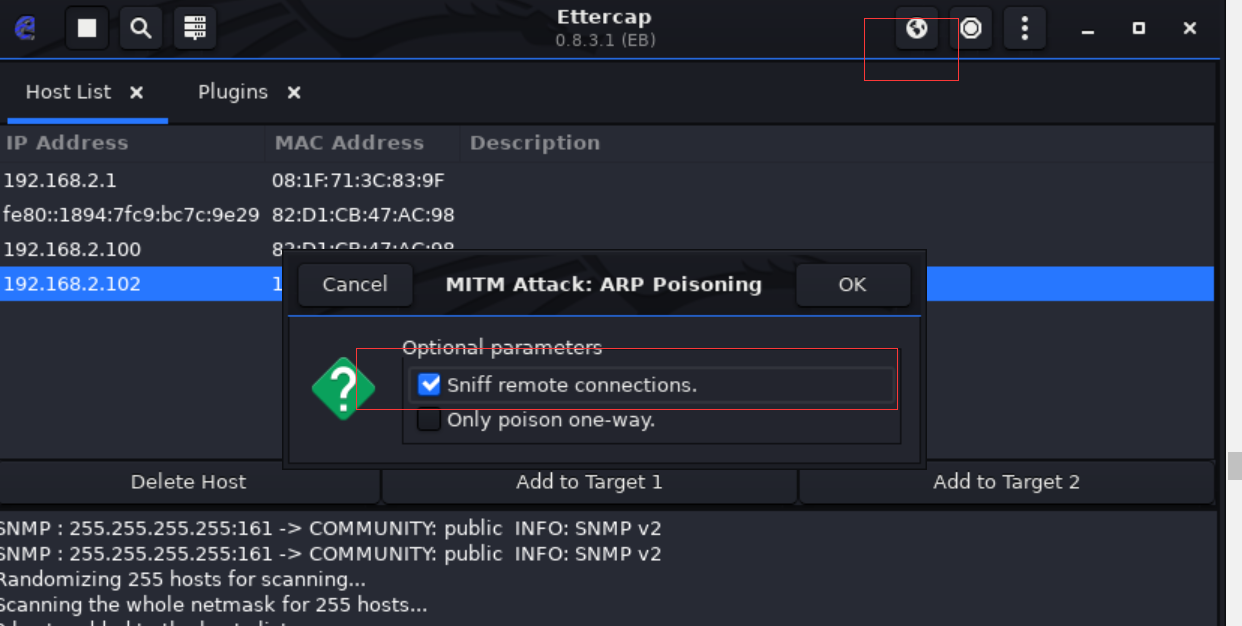 Ettercap
0.8.3.1 (EB)
Host List
Plugins
IP Address MAC Address Description
192.168.2.1 08:1F:71:3C:83:9F
fe80::1894:7fc9:bc7c:9e29 82:D1:CB:47:AC:98
192.168.2.100 82:D1:CB:47:AC:98
192.168.2.102 1
Cancel MITM Attack: ARP Poisoning OK
Optional parameters
Sniff remote connections.
Only poison one-way.
Delete Host Add to Target 1 Add to Target 2
SNMP : 255.255.255.255:161 -> COMMUNITY: public INFO: SNMP v2
SNMP : 255.255.255.255:161 -> COMMUNITY: public INFO: SNMP v2
Randomizing 255 hosts for scanning...
Scanning the whole netmask for 255 hosts...